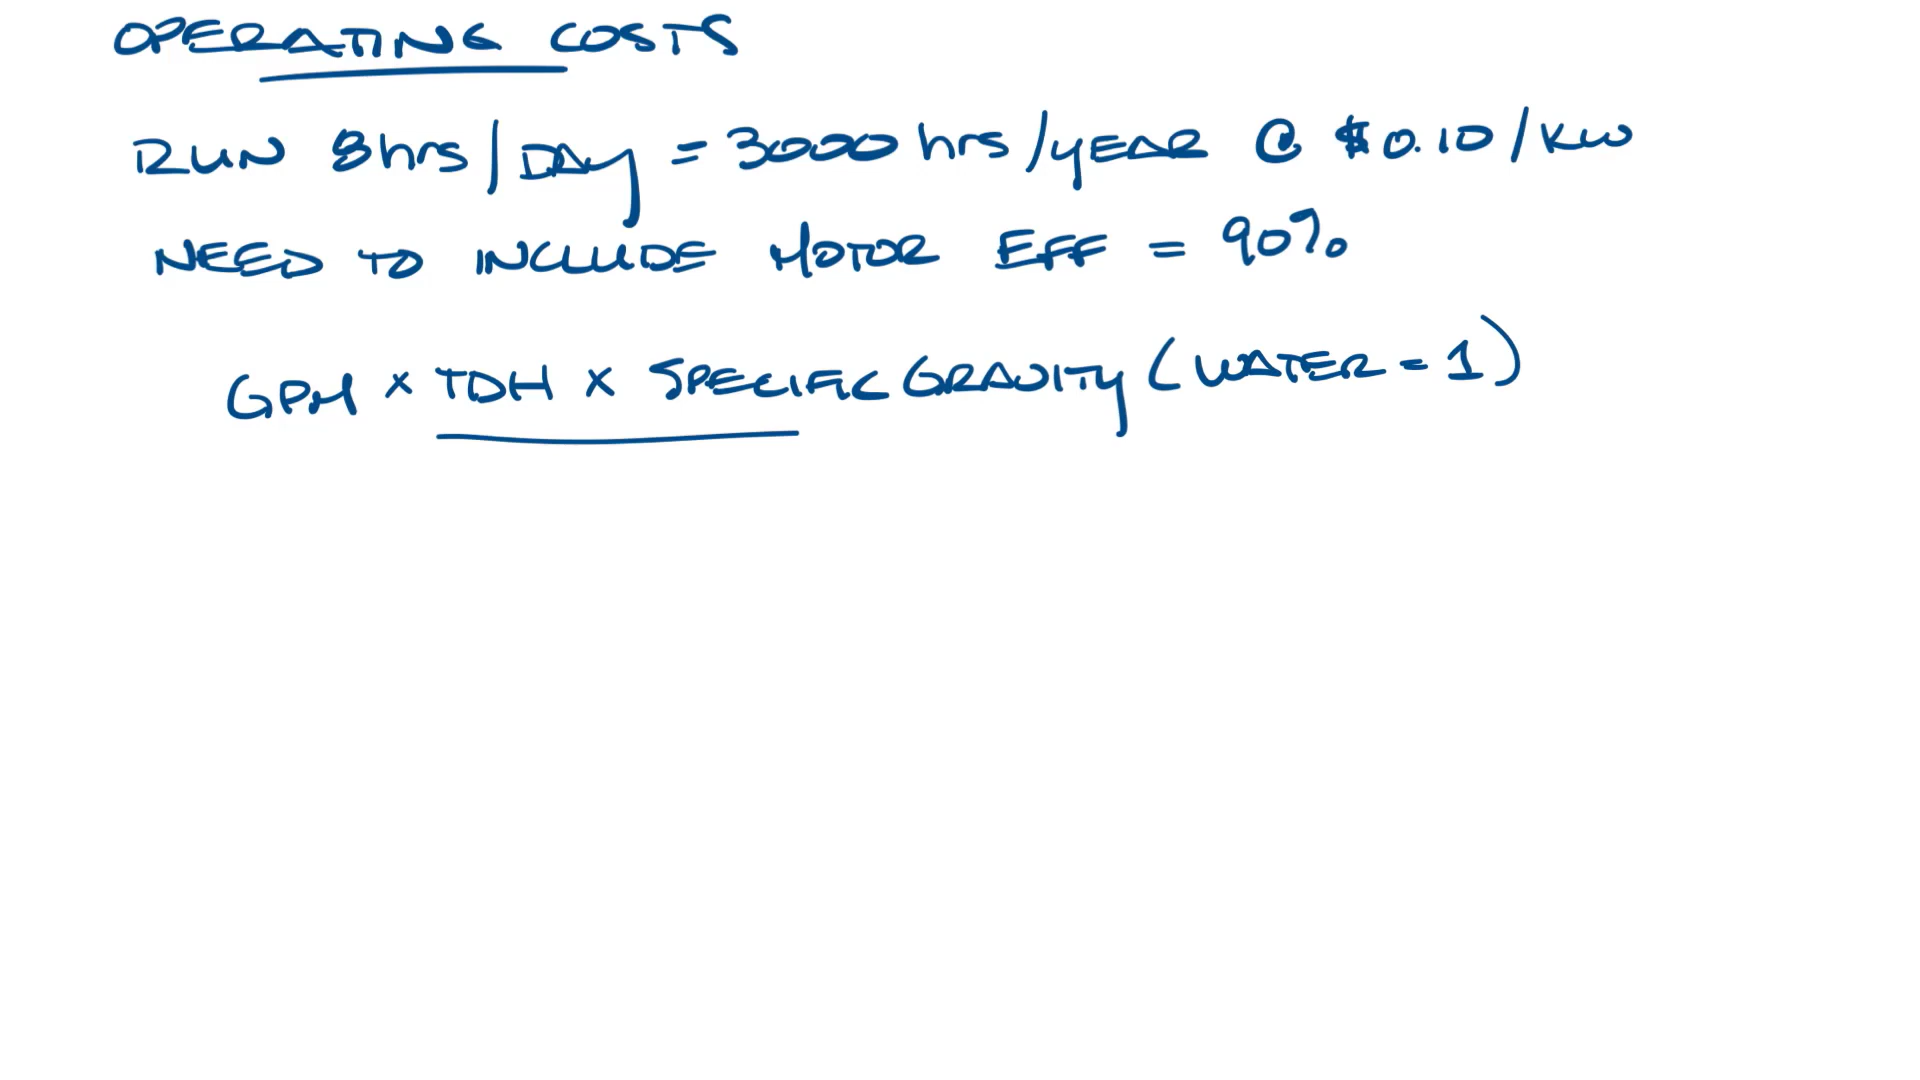 OPERATING COSTS
RUN 8hrs/DAY = 3000 hrs/YEAR @ $0.10/KW
NEED TO INCLUDE MOTOR EFF = 90%
GPM x TDH x SPECIFIC GRAVITY (WATER = 1)